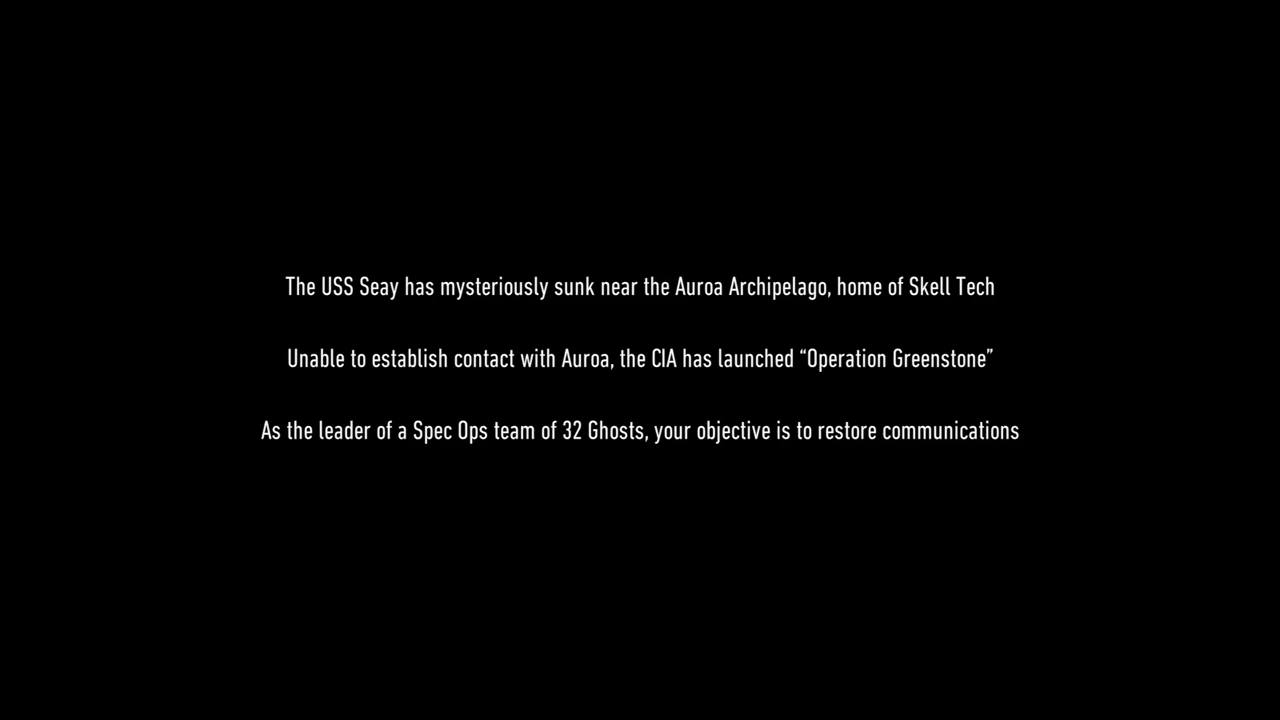 The USS Seay has mysteriously sunk near the Auroa Archipelago, home of Skell Tech
Unable to establish contact with Auroa, the CIA has launched “Operation Greenstone”
As the leader of a Spec Ops team of 32 Ghosts, your objective is to restore communications